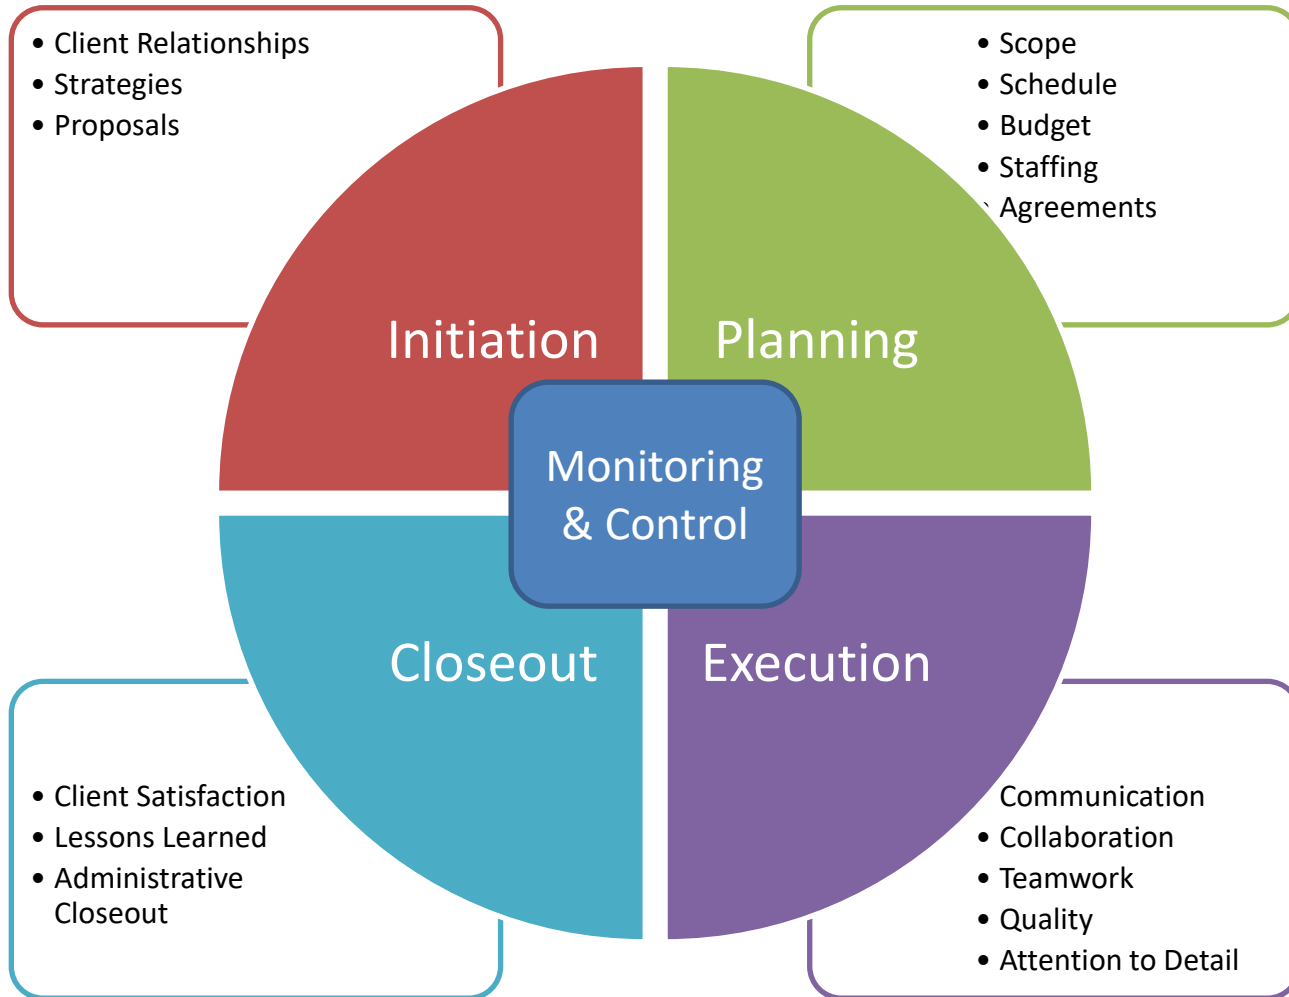 • Client Relationships
• Strategies
• Proposals
• Scope
• Schedule
• Budget
• Staffing
• Agreements
Initiation
Planning
Monitoring
& Control
Closeout
Execution
• Client Satisfaction
• Lessons Learned
• Administrative
Closeout
Communication
• Collaboration
• Teamwork
• Quality
• Attention to Detail